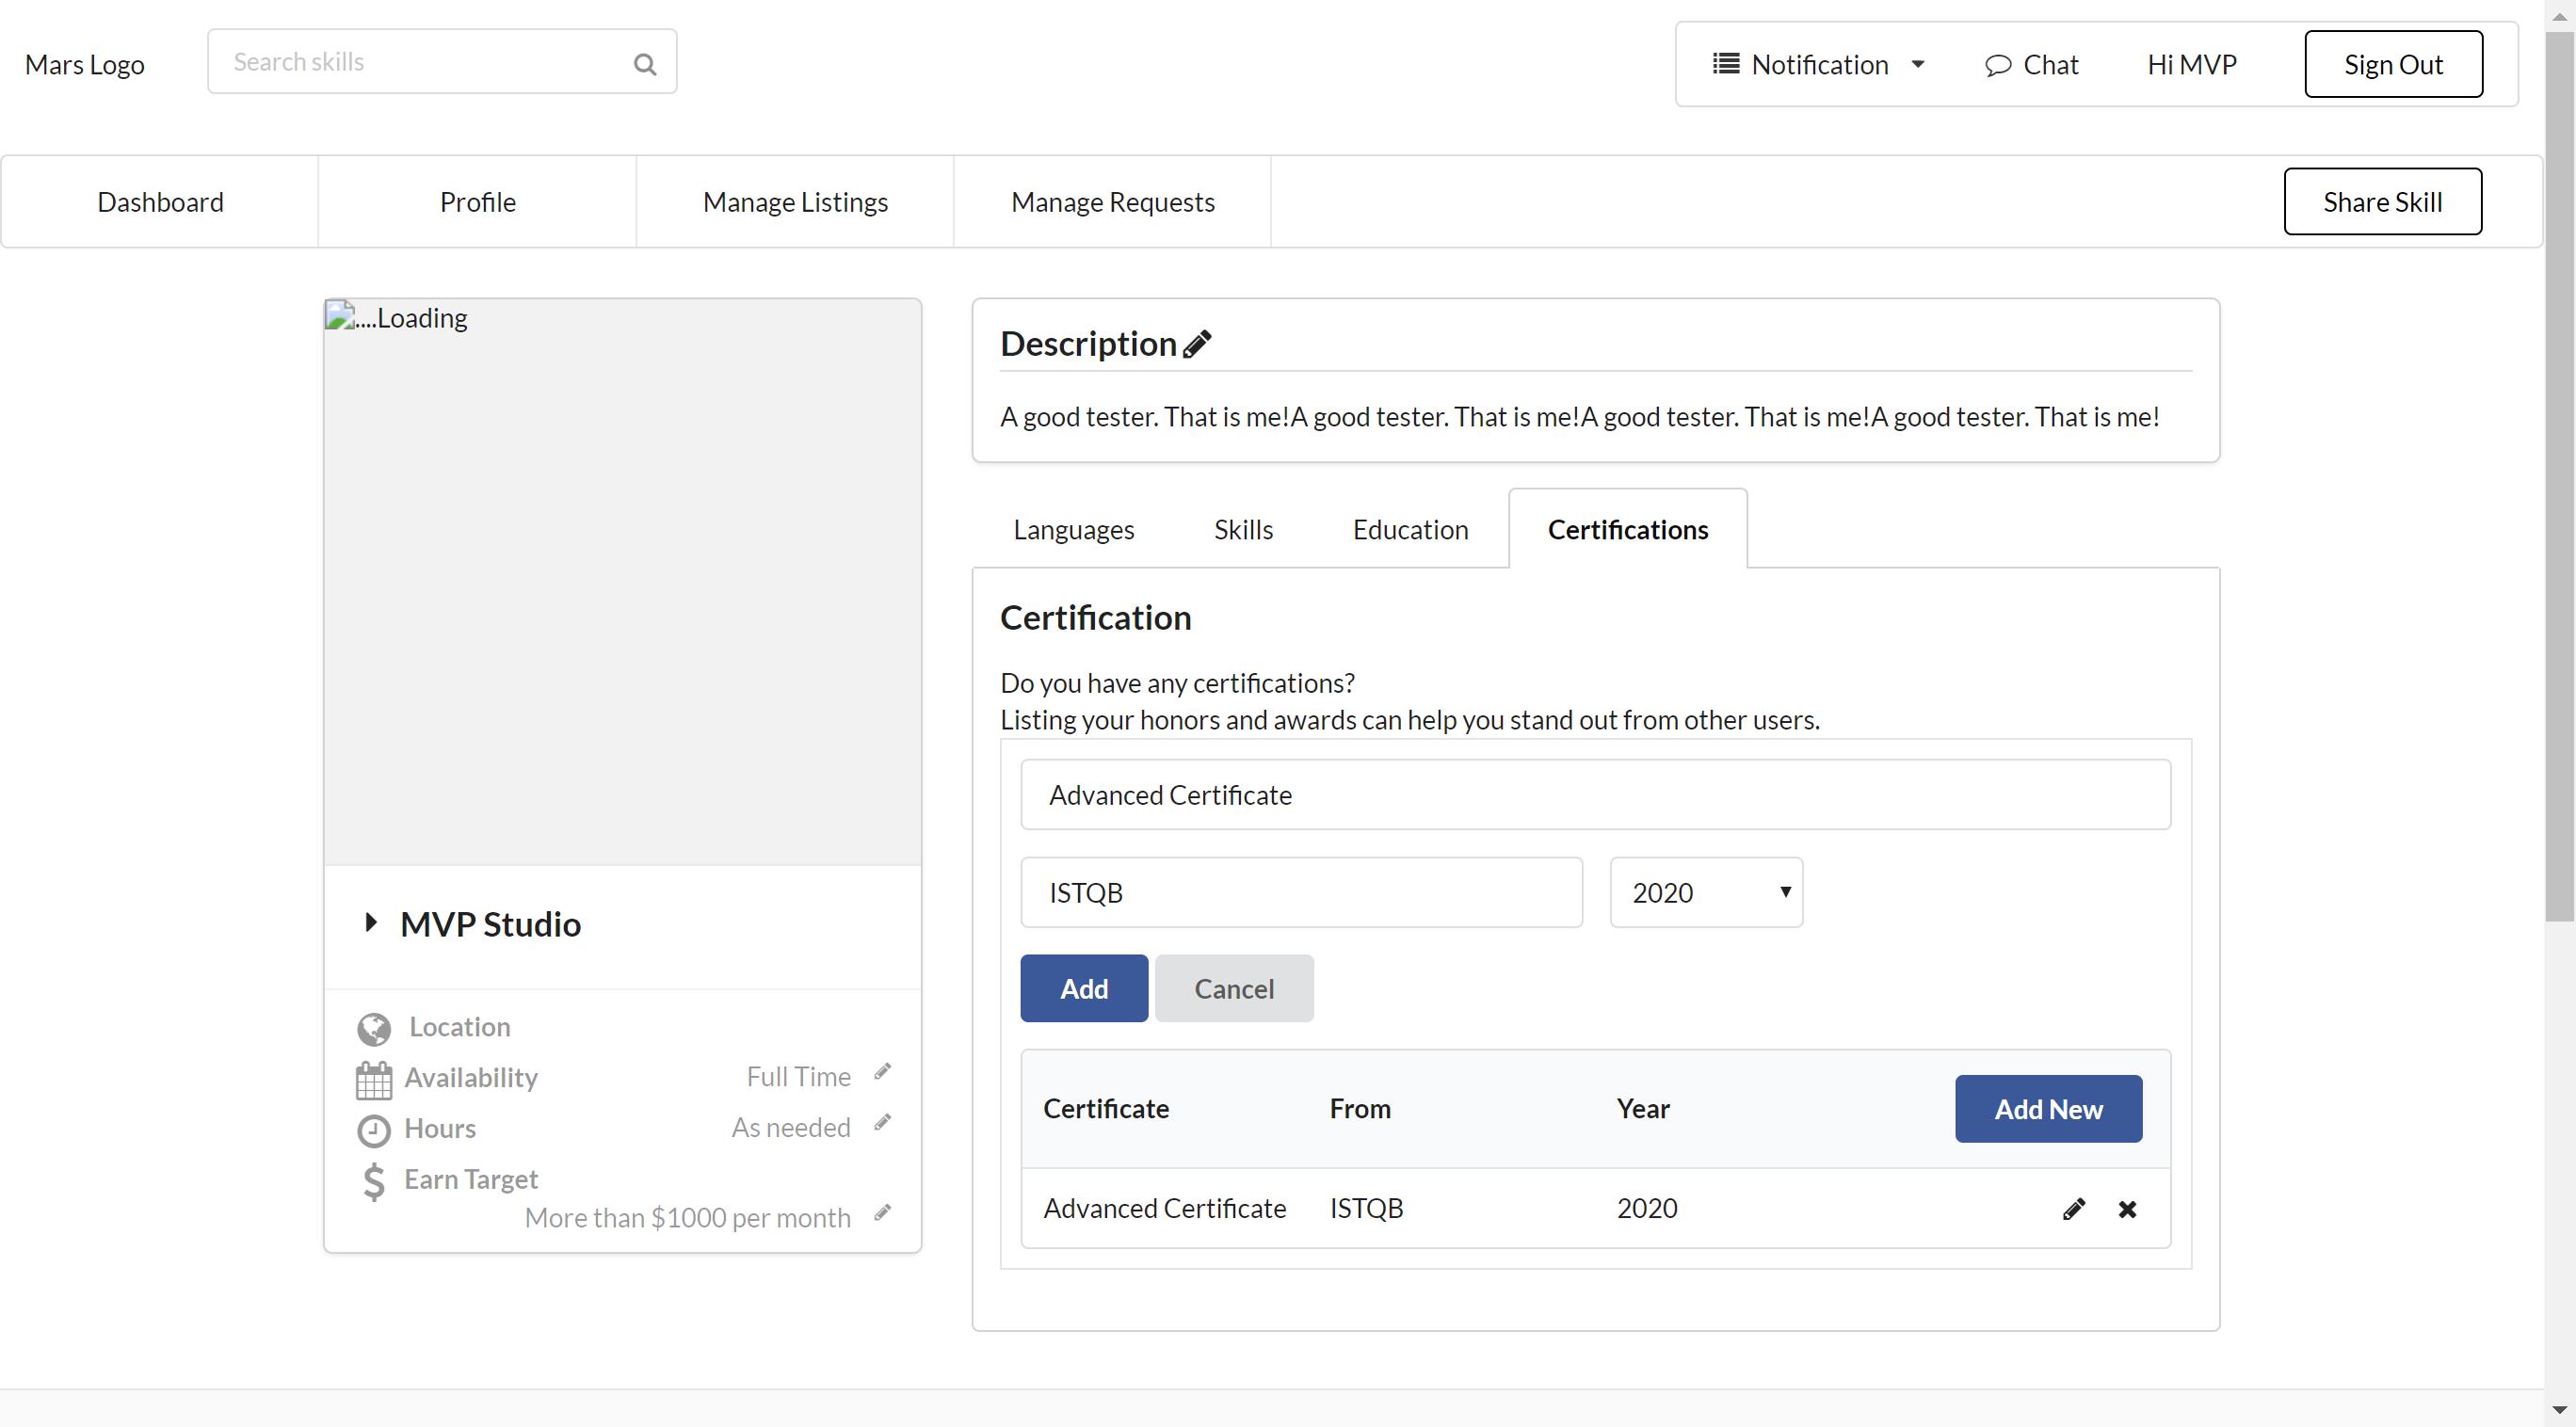 Mars Logo
Search skills
Notification
Chat
Hi MVP
Sign Out
Dashboard
Profile
Manage Listings
Manage Requests
Share Skill
....Loading
MVP Studio
Location
Availability
Full Time
Hours
As needed
Earn Target
More than $1000 per month
Description
A good tester. That is me!A good tester. That is me!A good tester. That is me!A good tester. That is me!
Languages
Skills
Education
Certifications
Certification
Do you have any certifications?
Listing your honors and awards can help you stand out from other users.
Advanced Certificate
ISTQB
2020
Add
Cancel
Certificate
From
Year
Add New
Advanced Certificate
ISTQB
2020